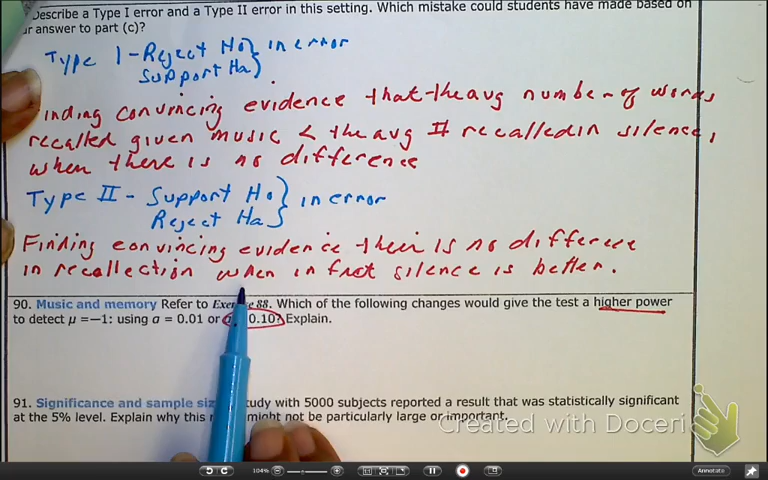 Describe a Type I error and a Type II error in this setting. Which mistake could students have made based on
ur answer to part (c)?
Type I - Reject Ho } in error
Support Ha
inding convincing evidence that the avg number of words
recalled given music < the avg # recalled in silence,
when there is no difference
Type II - Support Ho } in error
Reject Ha
Finding convincing evidence their is no difference
in recollection when in fact silence is better.
90. Music and memory Refer to Exercise 88. Which of the following changes would give the test a higher power
to detect μ =−1: using α = 0.01 or 0.10? Explain.
91. Significance and sample siz tudy with 5000 subjects reported a result that was statistically significant
at the 5% level. Explain why this might not be particularly large or important.
Created with Doceri
104%
Annotate